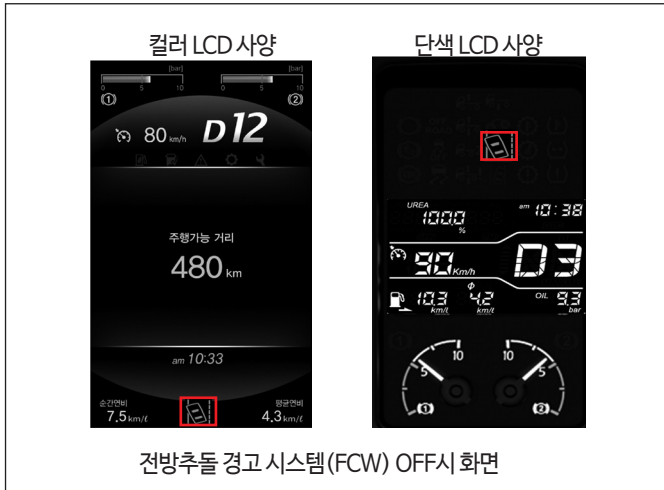 컬러 LCD 사양
단색 LCD 사양
[bar] [bar]
0 5 10 0 5 10
(1) (2)
80 km/h D12
주행가능 거리
480 km
am 10:33
순간연비 평균연비
7.5 km/ℓ 4.3 km/ℓ
UREA am 10:38
100.0
%
90 Km/h D3
Φ OIL
10.3 4.2 9.3
km/ℓ km/ℓ bar
10 10
5 5
(1) (2)
전방추돌 경고 시스템(FCW) OFF시 화면